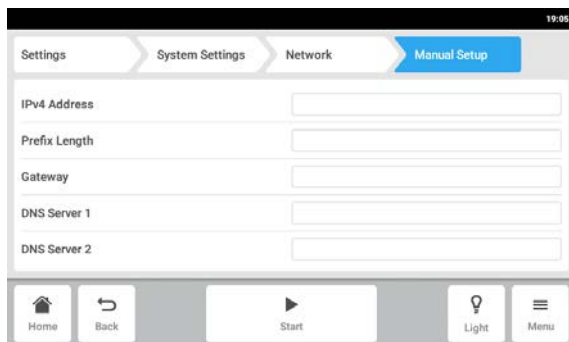 19:05
Settings System Settings Network Manual Setup
IPv4 Address
Prefix Length
Gateway
DNS Server 1
DNS Server 2
Home Back Start Light Menu